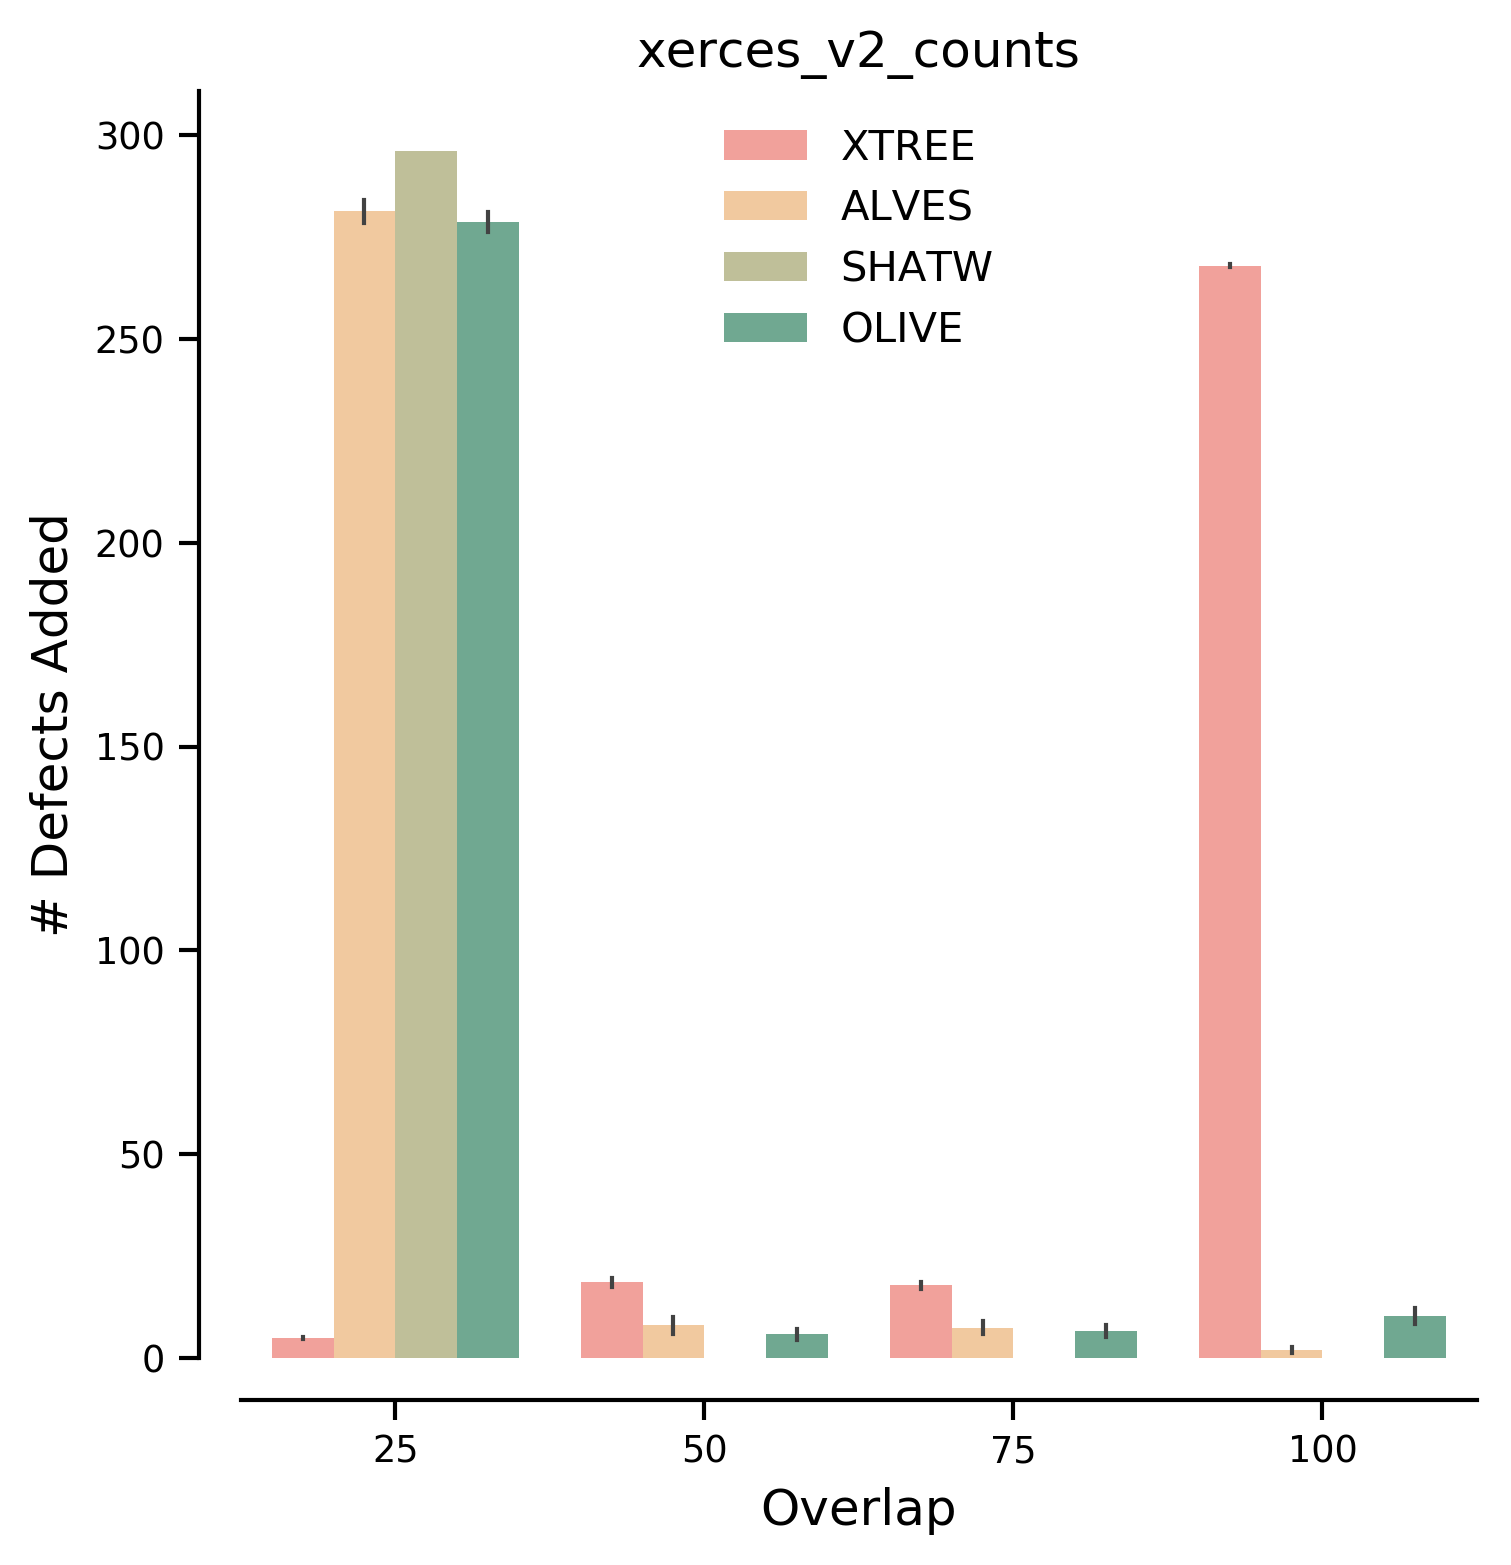 xerces_v2_counts
XTREE
ALVES
SHATW
OLIVE
# Defects Added
300
250
200
150
100
50
0
25 50 75 100
Overlap